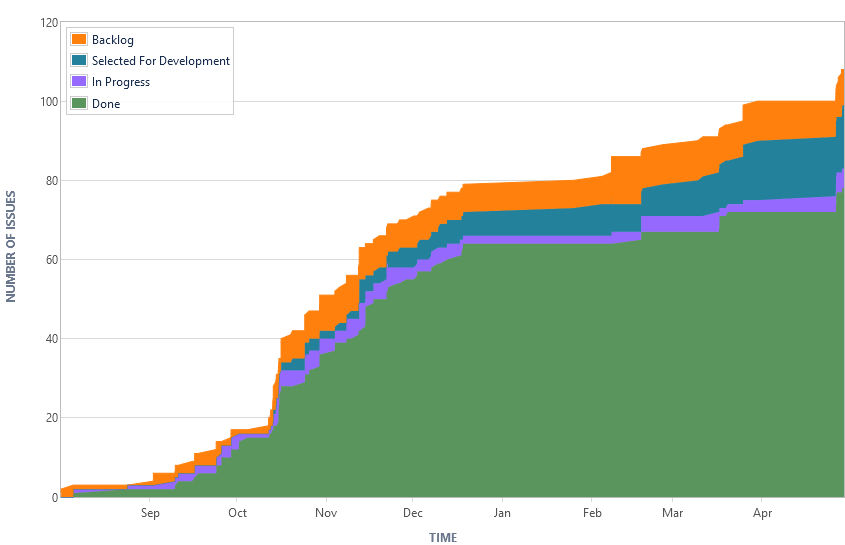 120
100
80
60
40
20
0
NUMBER OF ISSUES
Backlog
Selected For Development
In Progress
Done
Sep Oct Nov Dec Jan Feb Mar Apr
TIME